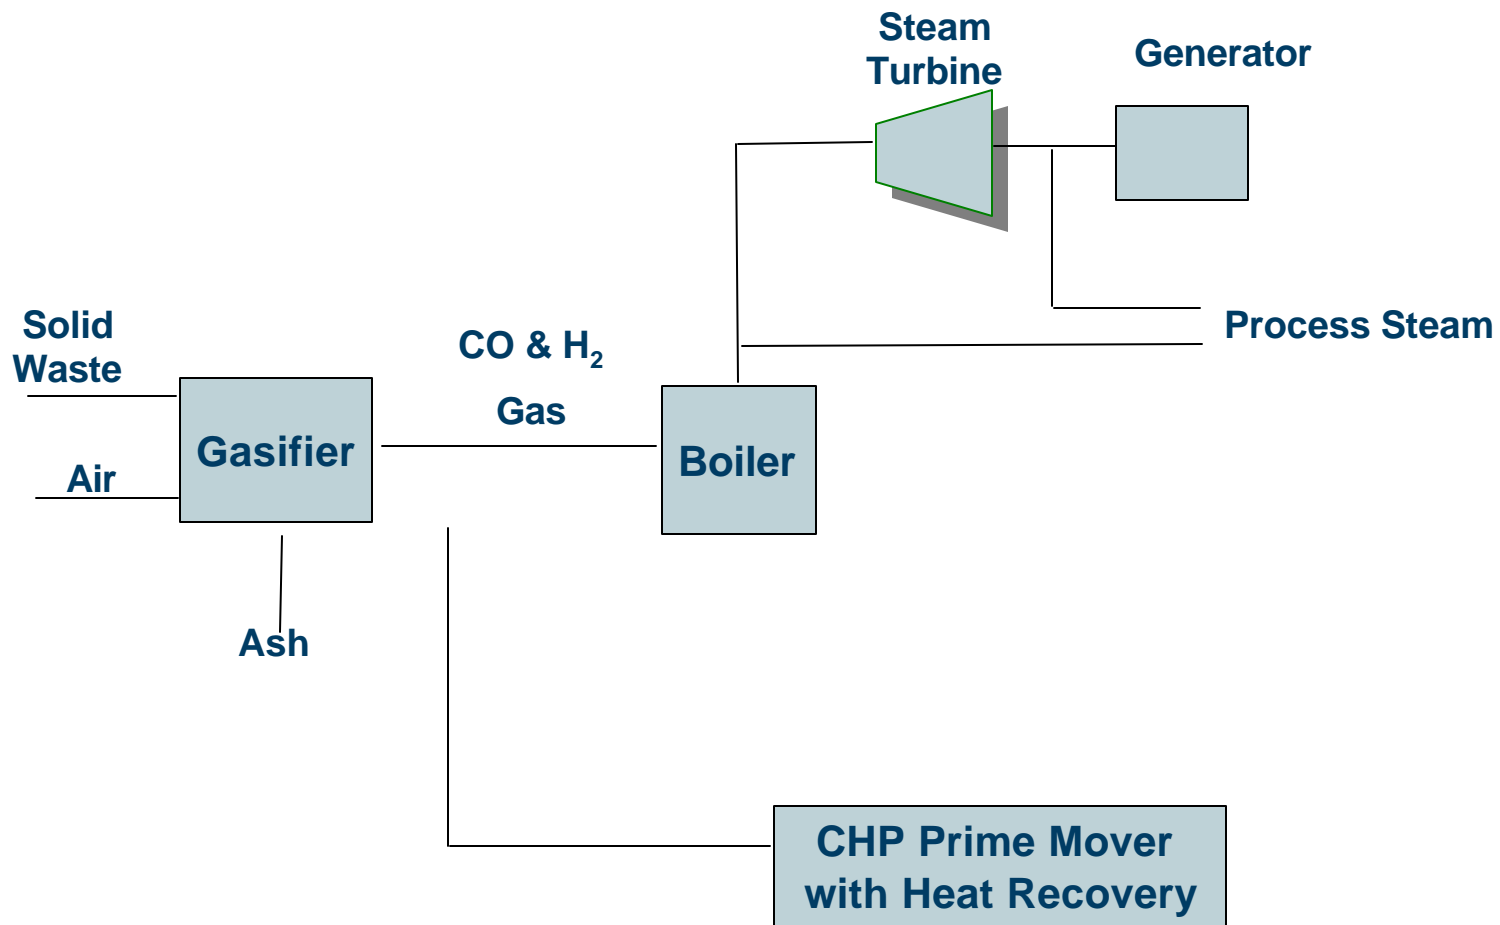 Steam
Turbine
Generator
Solid
Waste
CO & H₂
Gas
Process Steam
Gasifier
Air
Boiler
Ash
CHP Prime Mover
with Heat Recovery